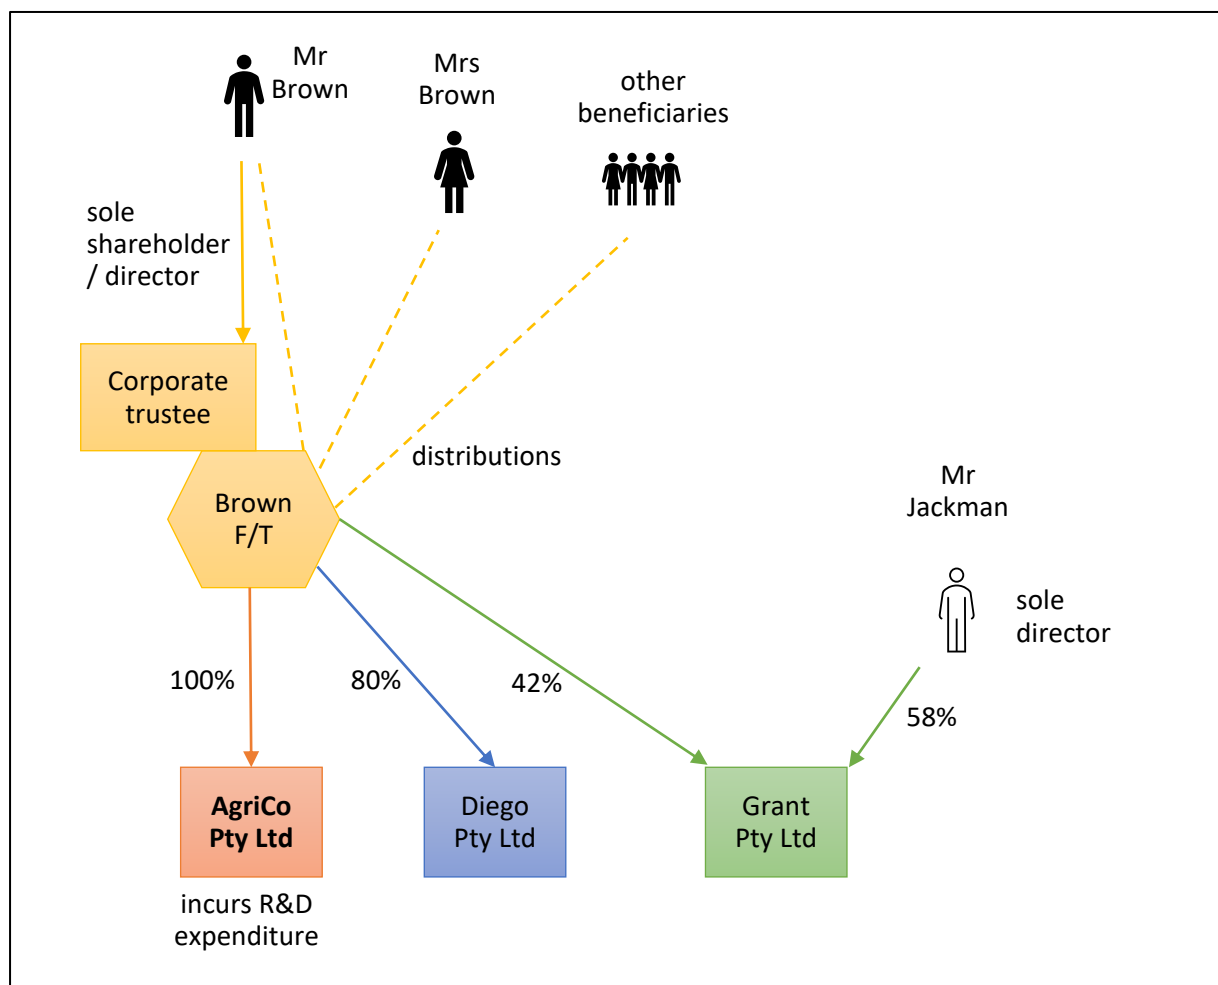 Mr
Brown
Mrs
Brown
other
beneficiaries
sole
shareholder
/ director
Corporate
trustee
distributions
Brown
F/T
Mr
Jackman
sole
director
100%
80%
42%
58%
AgriCo
Pty Ltd
Diego
Pty Ltd
Grant
Pty Ltd
incurs R&D
expenditure